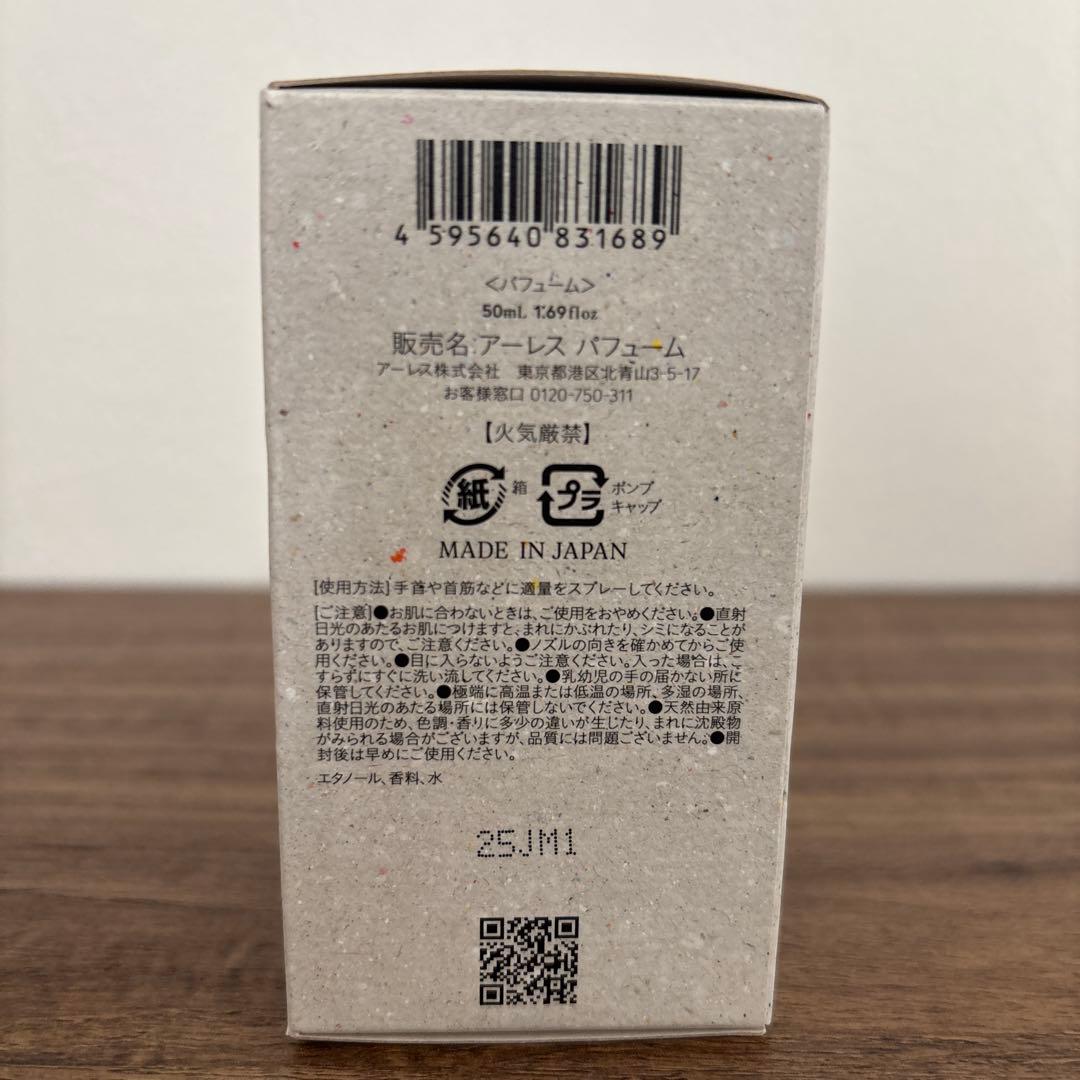 4 595640 831689
<パフューム>
50mL 1.69floz
販売名:アーレス パフューム
アーレス株式会社 東京都港区北青山3-5-17
お客様窓口 0120-750-311
【火気厳禁】
紙 箱 プラ ポンプ
キャップ
MADE IN JAPAN
[使用方法]手首や首筋などに適量をスプレーしてください。
[ご注意]●お肌に合わないときは、ご使用をおやめください。●直射
日光のあたるお肌につけますと、まれにかぶれたり、シミになることが
ありますので、ご注意ください。●ノズルの向きを確かめてからご使
用ください。●目に入らないようご注意ください。入った場合は、こ
すらずにすぐに洗い流してください。●乳幼児の手の届かない所に
保管してください。●極端に高温または低温の場所、多湿の場所、
直射日光のあたる場所には保管しないでください。●天然由来原
料使用のため、色調・香りに多少の違いが生じたり、まれに沈殿物
がみられる場合がございますが、品質には問題ございません。●開
封後は早めにご使用ください。
エタノール、香料、水
25JM1